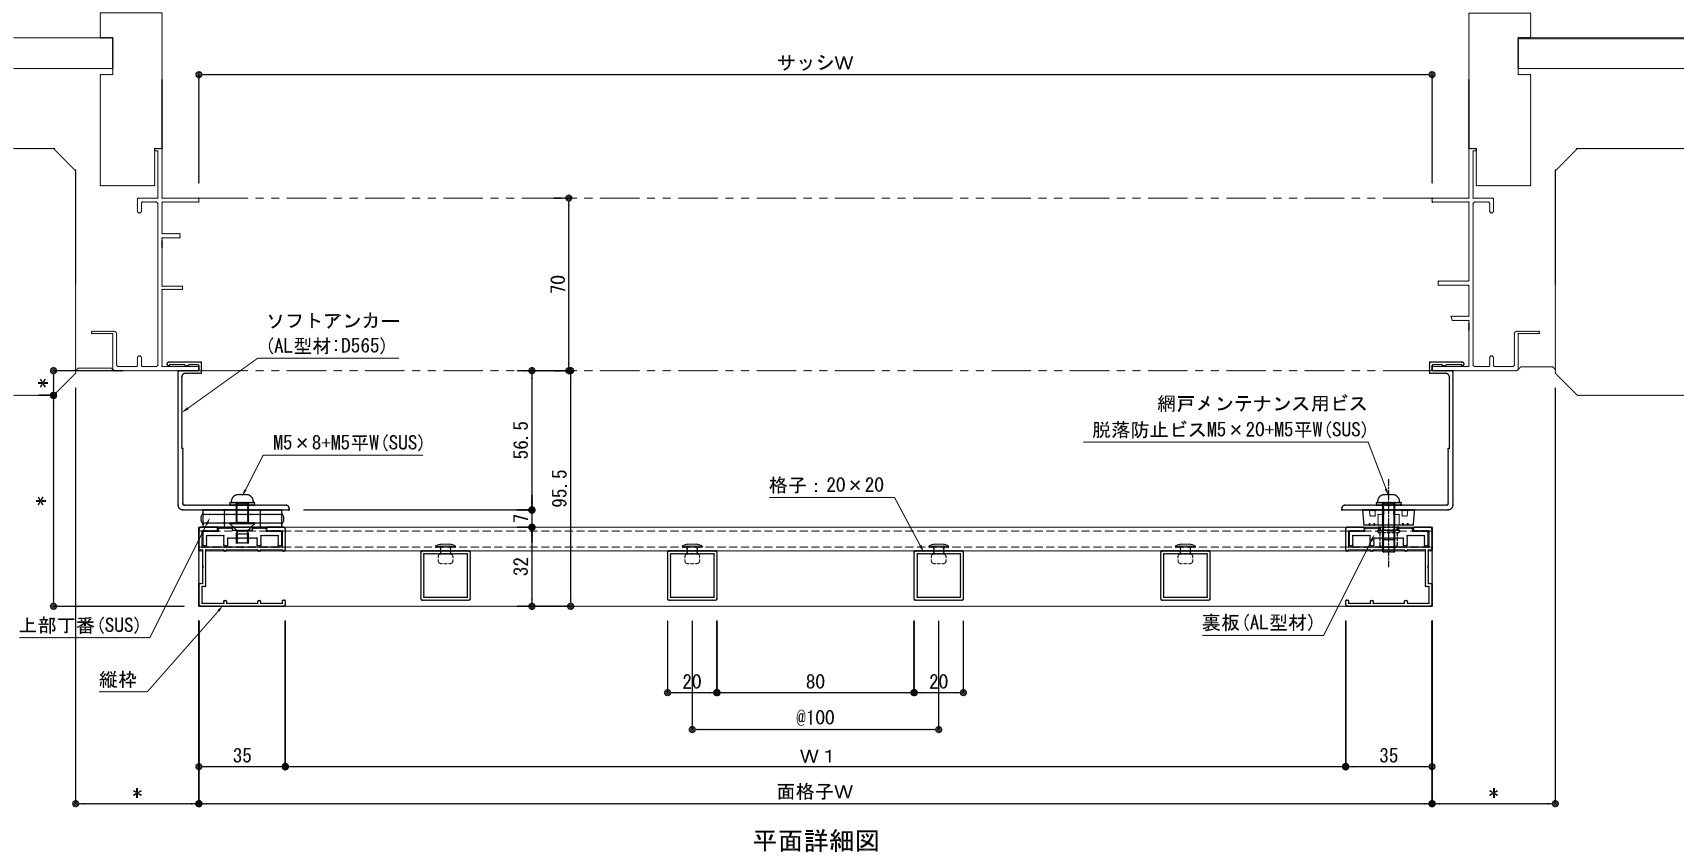 サッシW
70
ソフトアンカー
(AL型材:D565)
*
*
56.5
95.5
7
32
M5×8+M5平W(SUS)
網戸メンテナンス用ビス
脱落防止ビスM5×20+M5平W(SUS)
格子：20×20
上部丁番(SUS)
裏板(AL型材)
縦枠
20
80
20
@100
35
W1
35
*
面格子W
*
平面詳細図